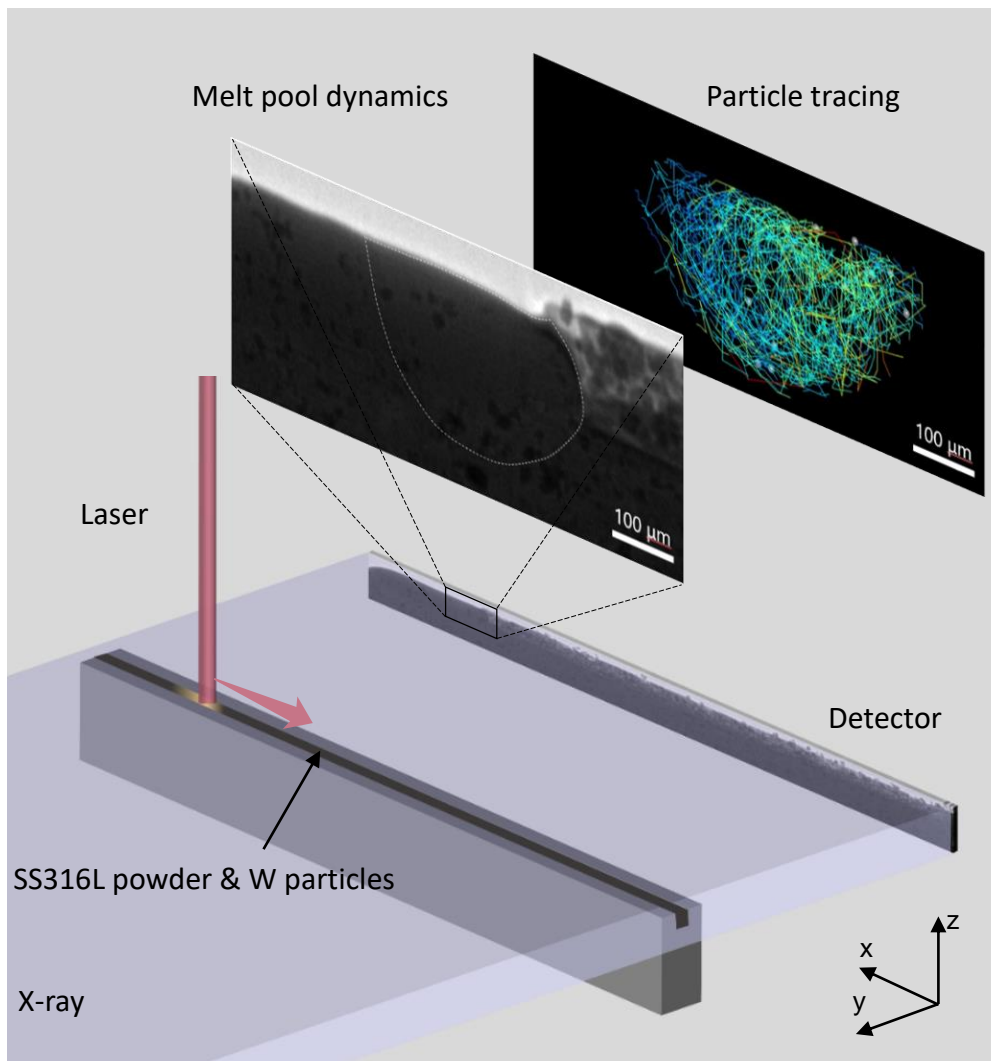 Melt pool dynamics
Particle tracing
100 µm
100 µm
Laser
Detector
SS316L powder & W particles
X-ray
z
x
y